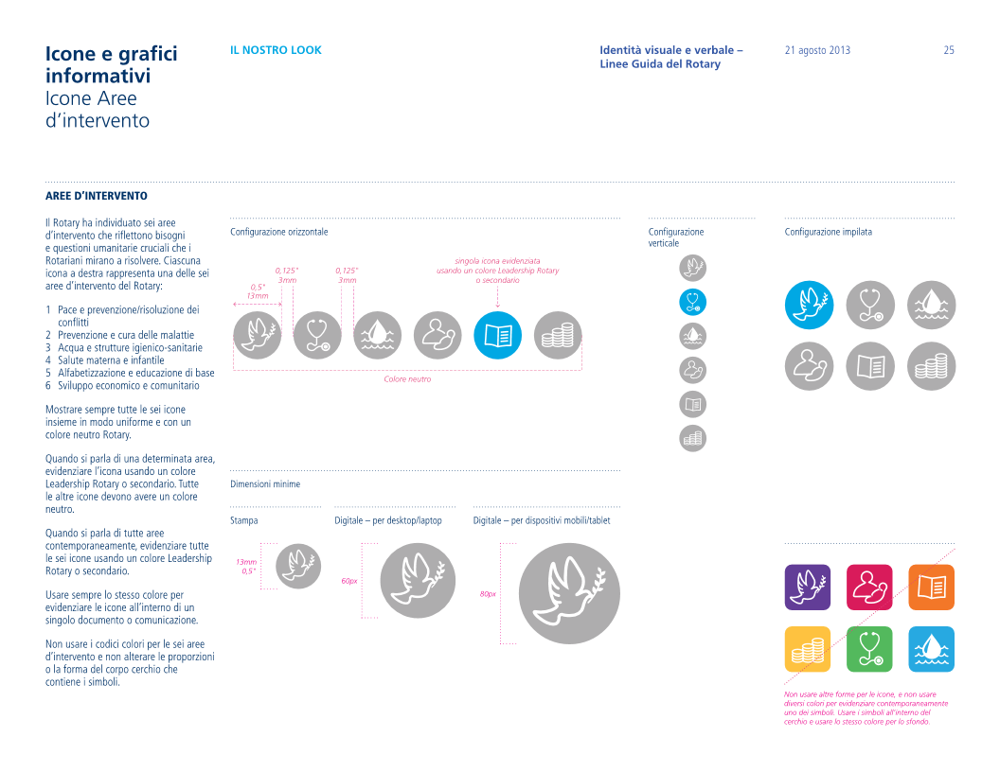 Icone e grafici
informativi
Icone Aree
d'intervento
IL NOSTRO LOOK
Identità visuale e verbale –
Linee Guida del Rotary
21 agosto 2013
25
AREE D'INTERVENTO
Il Rotary ha individuato sei aree
d'intervento che riflettono bisogni
e questioni umanitarie cruciali che i
Rotariani mirano a risolvere. Ciascuna
icona a destra rappresenta una delle sei
aree d'intervento del Rotary:
1 Pace e prevenzione/risoluzione dei
conflitti
2 Prevenzione e cura delle malattie
3 Acqua e strutture igienico-sanitarie
4 Salute materna e infantile
5 Alfabetizzazione e educazione di base
6 Sviluppo economico e comunitario
Mostrare sempre tutte le sei icone
insieme in modo uniforme e con un
colore neutro Rotary.
Quando si parla di una determinata area,
evidenziare l'icona usando un colore
Leadership Rotary o secondario. Tutte
le altre icone devono avere un colore
neutro.
Quando si parla di tutte aree
contemporaneamente, evidenziare tutte
le sei icone usando un colore Leadership
Rotary o secondario.
Usare sempre lo stesso colore per
evidenziare le icone all'interno di un
singolo documento o comunicazione.
Non usare i codici colori per le sei aree
d'intervento e non alterare le proporzioni
o la forma del corpo cerchio che
contiene i simboli.
Configurazione orizzontale
0,5"
13mm
0,125"
3mm
0,125"
3mm
singola icona evidenziata
usando un colore Leadership Rotary
o secondario
Colore neutro
Configurazione
verticale
Configurazione impilata
Dimensioni minime
Stampa
13mm
0,5"
Digitale – per desktop/laptop
60px
Digitale – per dispositivi mobili/tablet
80px
Non usare altre forme per le icone, e non usare
diversi colori per evidenziare contemporaneamente
uno dei simboli. Usare i simboli all'interno del
cerchio e usare lo stesso colore per lo sfondo.